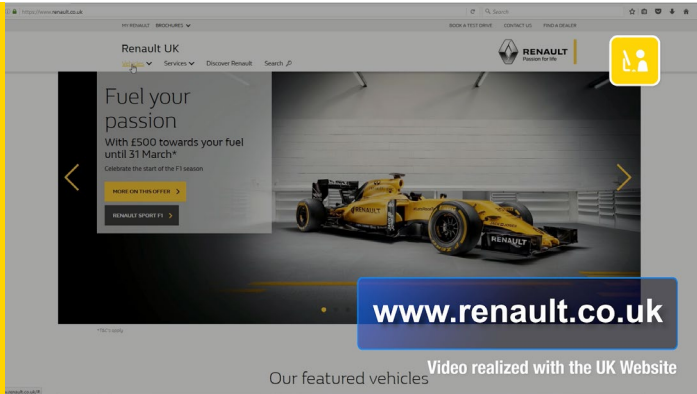 https://www.renault.co.uk
Search
MY RENAULT BROCHURES
BOOK A TEST DRIVE CONTACT US FIND A DEALER
Renault UK
Services Discover Renault Search
RENAULT
Passion for life
Fuel your
passion
With £500 towards your fuel
until 31 March*
Celebrate the start of the F1 season
MORE ON THIS OFFER
RENAULT SPORT F1
RENAULT
RENAULT
www.renault.co.uk
Video realized with the UK Website
Our featured vehicles